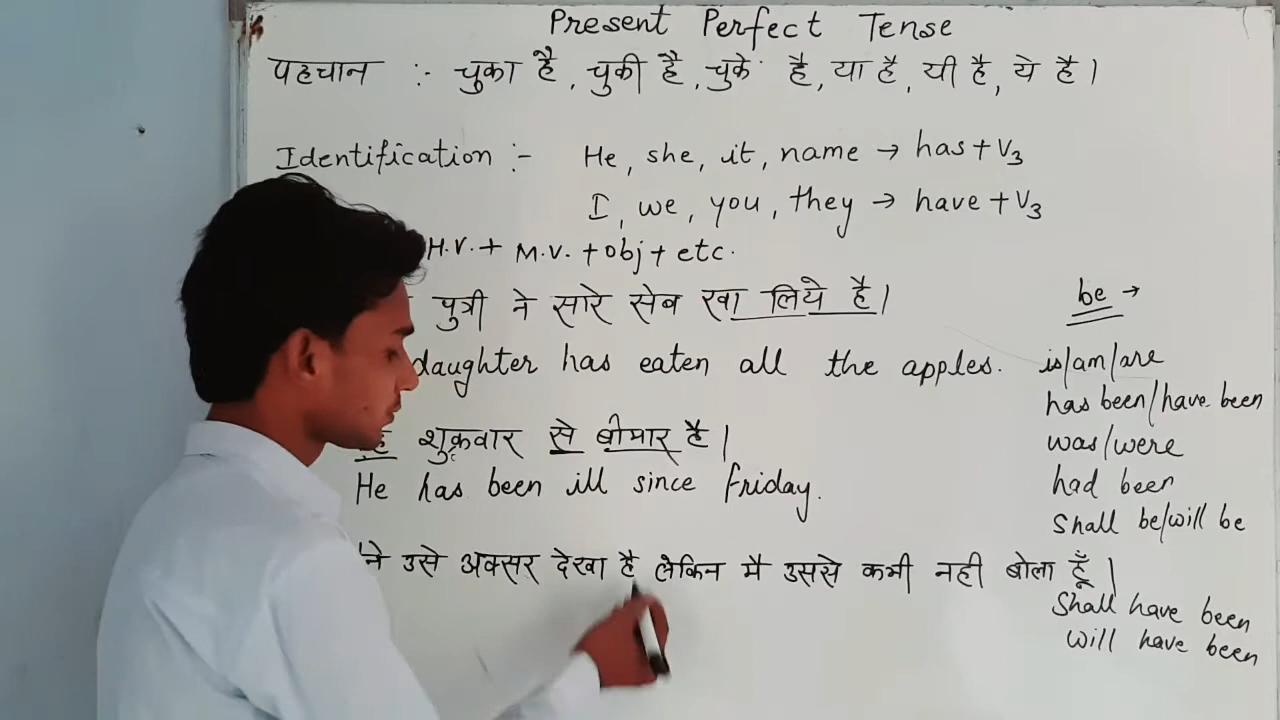 Present Perfect Tense
पहचान :- चुका है, चुकी है, चुके है, या है, यी है, ये है।
Identification :- He, she, it, name → has + V3
I, we, you, they → have + V3
H.V. + M.V. + obj + etc.
पुत्री ने सारे सेब खा लिये है।
daughter has eaten all the apples.
शुक्रवार से बीमार है।
He has been ill since friday.
ने उसे अक्सर देखा है लेकिन मै उससे कभी नही बोला हूँ।
be →
is/am/are
has been/have been
was/were
had been
Shall be/will be
Shall have been
will have been